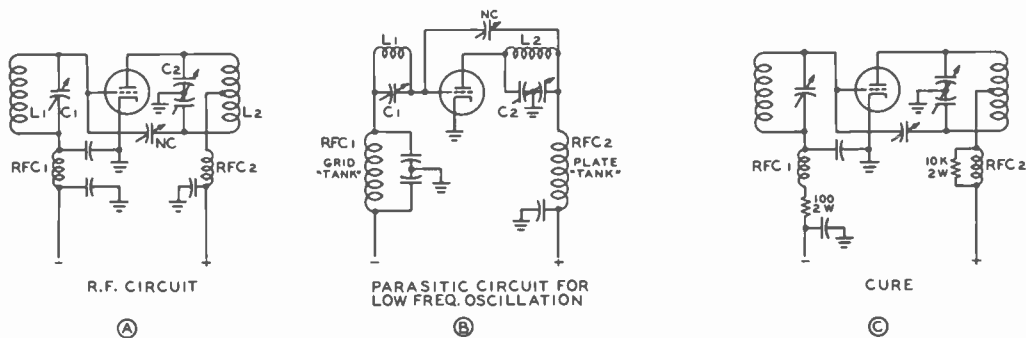 L1
C1
C2
L2
NC
RFC1
RFC2
-
+
R.F. CIRCUIT
A
NC
L1
L2
C1
C2
RFC1
GRID
"TANK"
RFC2
PLATE
"TANK"
-
+
PARASITIC CIRCUIT FOR
LOW FREQ. OSCILLATION
B
RFC1
10K
2W
RFC2
100
2W
-
+
CURE
C